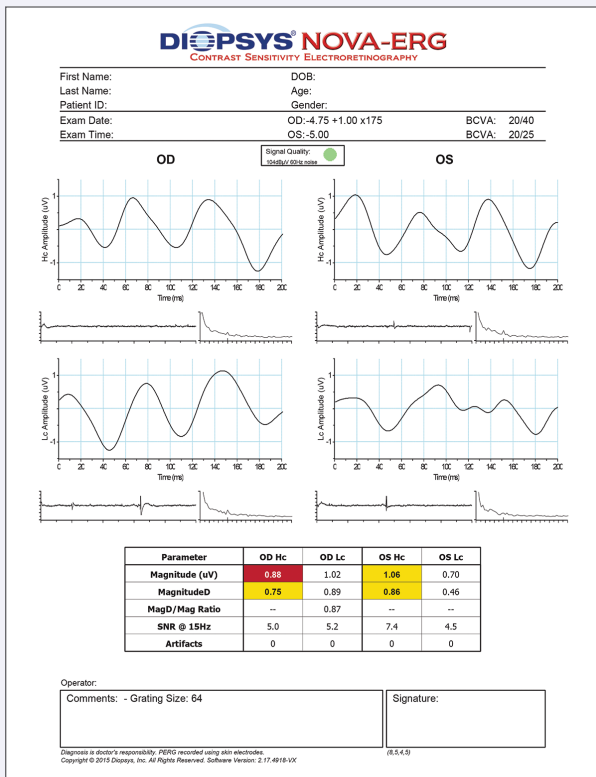 DIOPSYS® NOVA-ERG
CONTRAST SENSITIVITY ELECTRORETINOGRAPHY
First Name: DOB:
Last Name: Age:
Patient ID: Gender:
Exam Date: OD:-4.75 +1.00 x175 BCVA: 20/40
Exam Time: OS:-5.00 BCVA: 20/25
OD
Signal Quality:
104dBµV 60Hz noise
OS
Hc Amplitude (uV)
1
-1
0 20 40 60 80 100 120 140 160 180 200
Time(ms)
Hc Amplitude (uV)
1
-1
0 20 40 60 80 100 120 140 160 180 200
Time(ms)
Lc Amplitude (uV)
1
-1
0 20 40 60 80 100 120 140 160 180 200
Time(ms)
Lc Amplitude (uV)
1
-1
0 20 40 60 80 100 120 140 160 180 200
Time(ms)
Parameter OD Hc OD Lc OS Hc OS Lc
Magnitude (uV) 0.88 1.02 1.06 0.70
MagnitudeD 0.75 0.89 0.86 0.46
MagD/Mag Ratio -- 0.87 -- --
SNR @ 15Hz 5.0 5.2 7.4 4.5
Artifacts 0 0 0 0
Operator:
Comments: - Grating Size: 64
Signature:
Diagnosis is doctor's responsibility. PERG recorded using skin electrodes.
(8,5,4,5)
Copyright © 2015 Diopsys, Inc. All Rights Reserved. Software Version: 2.17.4918-VX